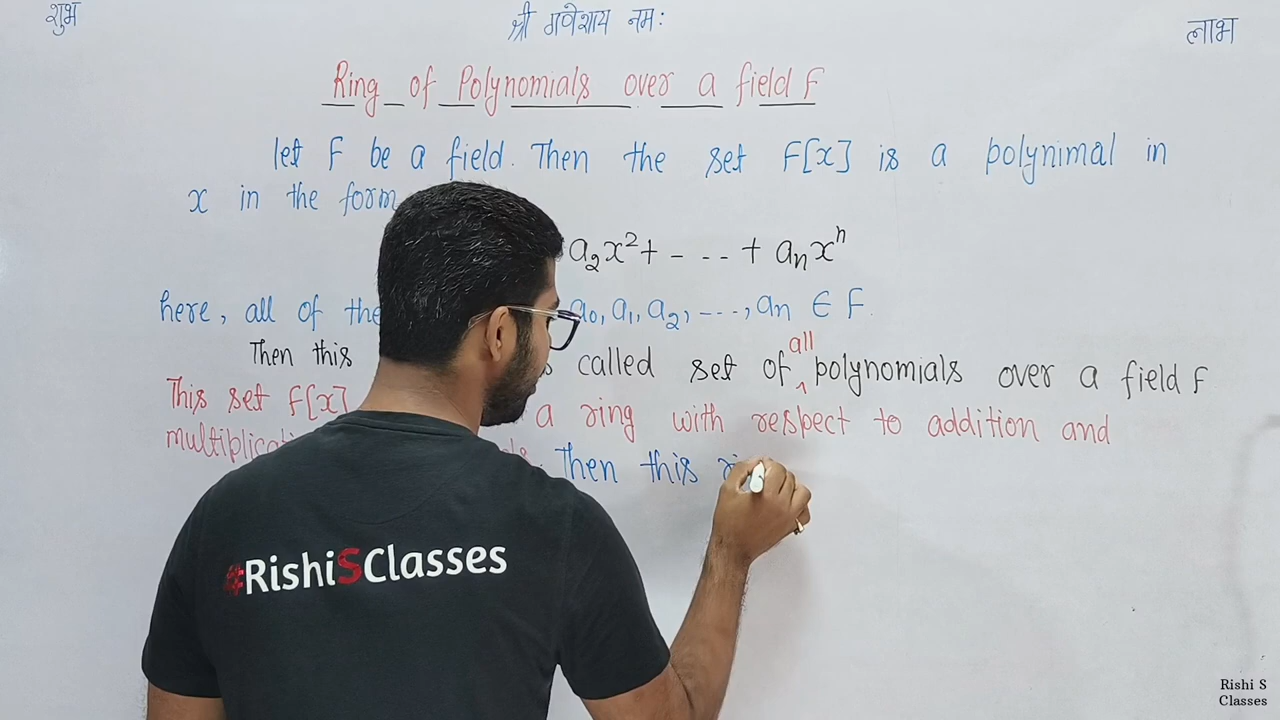 शुभ श्री गणेशाय नम: लाभ
Ring of Polynomials over a field F
let F be a field. Then the set F[x] is a polynimal in
x in the form
a₂x² + - - - + aₙxⁿ
here, all of the a₀, a₁, a₂, - - - , aₙ ∈ F.
Then this called set of all polynomials over a field F
This set F[x] a ring with respect to addition and
Then this
#RishiSClasses
Rishi S
Classes